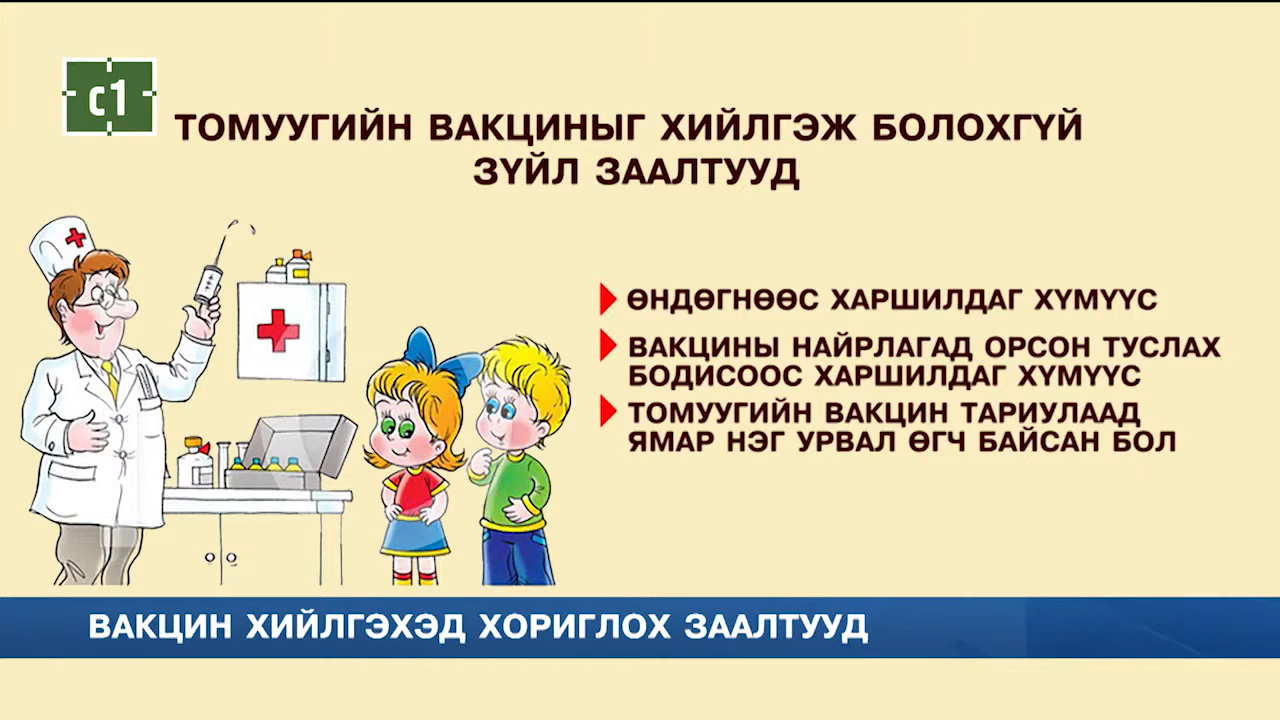 c1
ТОМУУГИЙН ВАКЦИНЫГ ХИЙЛГЭЖ БОЛОХГҮЙ
ЗҮЙЛ ЗААЛТУУД
ӨНДӨГНӨӨС ХАРШИЛДАГ ХҮМҮҮС
ВАКЦИНЫ НАЙРЛАГАД ОРСОН ТУСЛАХ
БОДИСООС ХАРШИЛДАГ ХҮМҮҮС
ТОМУУГИЙН ВАКЦИН ТАРИУЛААД
ЯМАР НЭГ УРВАЛ ӨГЧ БАЙСАН БОЛ
ВАКЦИН ХИЙЛГЭХЭД ХОРИГЛОХ ЗААЛТУУД